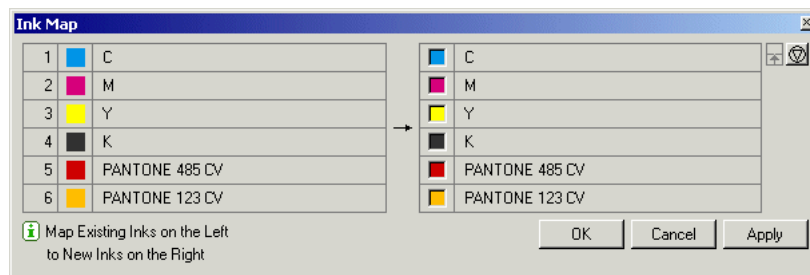 Ink Map
1 C C
2 M M
3 Y Y
4 K K
5 PANTONE 485 CV PANTONE 485 CV
6 PANTONE 123 CV PANTONE 123 CV
Map Existing Inks on the Left
to New Inks on the Right
OK Cancel Apply